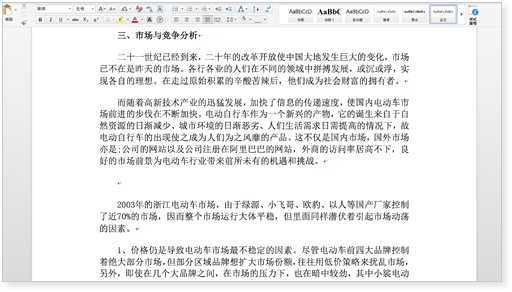 三、市场与竞争分析
二十一世纪已经到来，二十年的改革开放使中国大地发生巨大的变化，市场
已不在是昨天的市场。各行各业的人们在不同的领域中拼搏发展，或沉或浮，实
现各自的理想。在走过原始积累的辛酸苦辣后，他们成为社会财富的拥有者。
而随着高新技术产业的迅猛发展，加快了信息的传递速度，使国内电动车市
场前进的步伐在不断加快。电动自行车作为一个新兴的产物，它的诞生来自于自
然资源的日渐减少、城市环境的日渐恶劣、人们生活需求日需提高的情况下，故
电动自行车的出现使之成为人们为之风靡的产品。这不仅是国内市场，国外市场
亦是;公司的网站以及公司注册在阿里巴巴的网站，外商的访问率居高不下，良
好的市场前景为电动车行业带来前所未有的机遇和挑战。
2003年的浙江电动车市场，由于绿源、小飞哥、欧豹、以人等国产厂家控制
了近70%的市场，因而整个市场运行大体平稳，但里面同样潜伏着引起市场动荡
的因素。
1、价格仍是导致电动车市场最不稳定的因素。尽管电动车前四大品牌控制
着绝大部分市场，但部分区域品牌想扩大市场份额，往往用低价策略来扰乱市场，
另外，即使在几个大品牌之间，在市场的压力下，也在暗中较劲，其中小裟电动